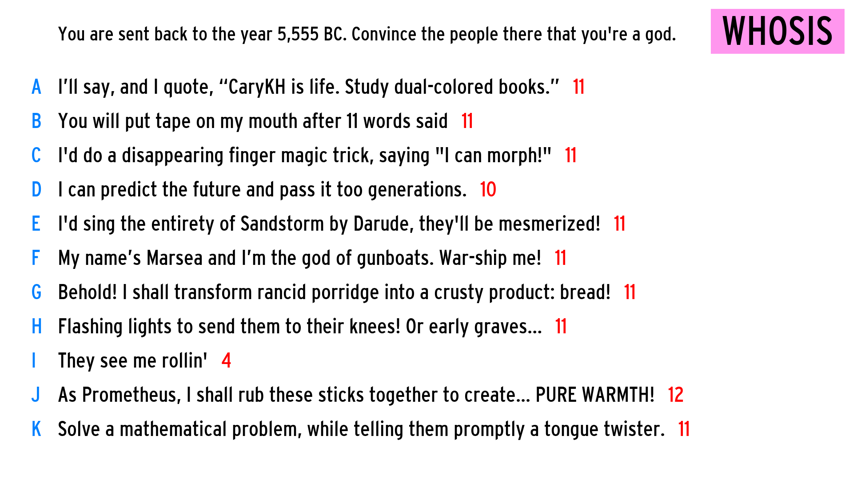 You are sent back to the year 5,555 BC. Convince the people there that you're a god.
WHOSIS
A I’ll say, and I quote, “CaryKH is life. Study dual-colored books.” 11
B You will put tape on my mouth after 11 words said 11
C I'd do a disappearing finger magic trick, saying "I can morph!" 11
D I can predict the future and pass it too generations. 10
E I'd sing the entirety of Sandstorm by Darude, they'll be mesmerized! 11
F My name’s Marsea and I’m the god of gunboats. War-ship me! 11
G Behold! I shall transform rancid porridge into a crusty product: bread! 11
H Flashing lights to send them to their knees! Or early graves... 11
I They see me rollin' 4
J As Prometheus, I shall rub these sticks together to create... PURE WARMTH! 12
K Solve a mathematical problem, while telling them promptly a tongue twister. 11